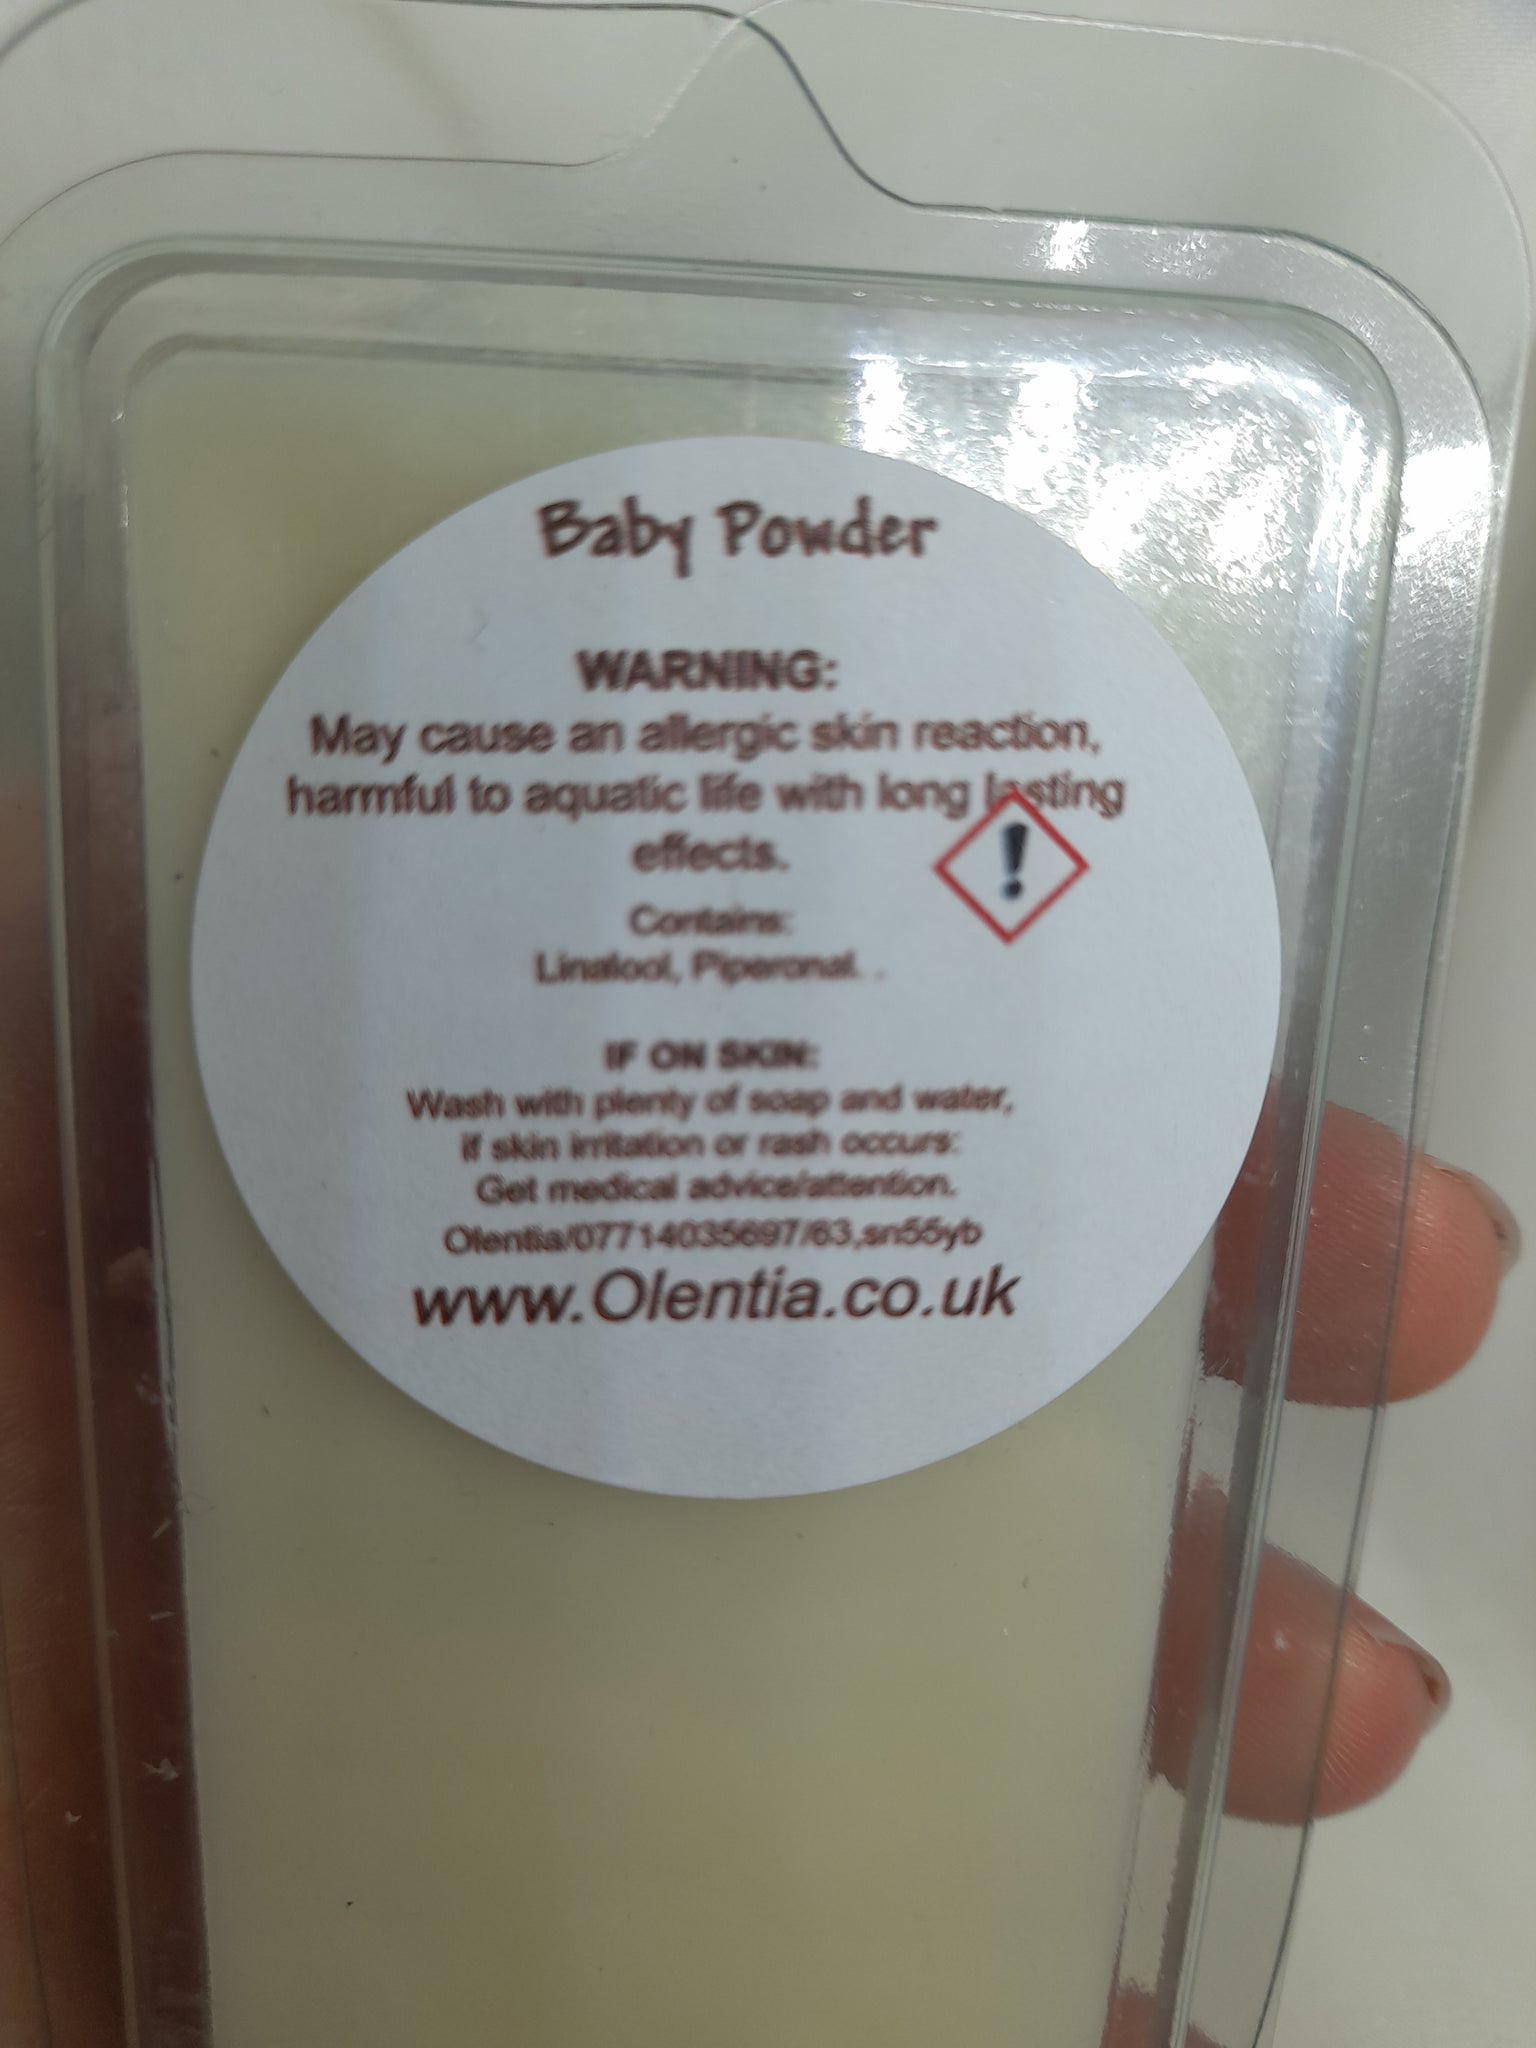 Baby Powder
WARNING:
May cause an allergic skin reaction,
harmful to aquatic life with long lasting
effects.
!
Contains:
Linalool, Piperonal. .
IF ON SKIN:
Wash with plenty of soap and water,
if skin irritation or rash occurs:
Get medical advice/attention.
Olentia/07714035697/63,sn55yb
www.Olentia.co.uk